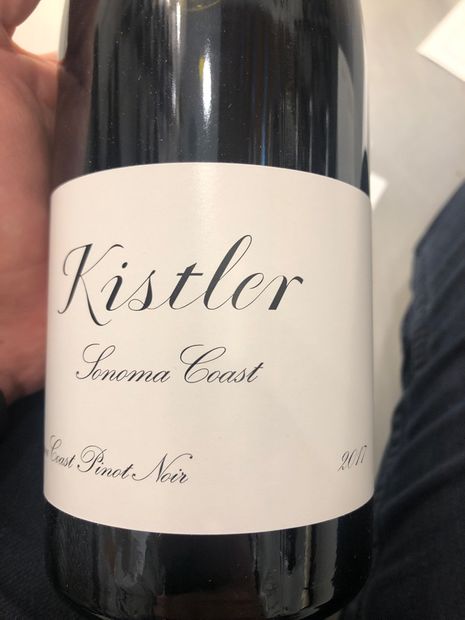 Kistler
Sonoma Coast
Coast Pinot Noir 2017